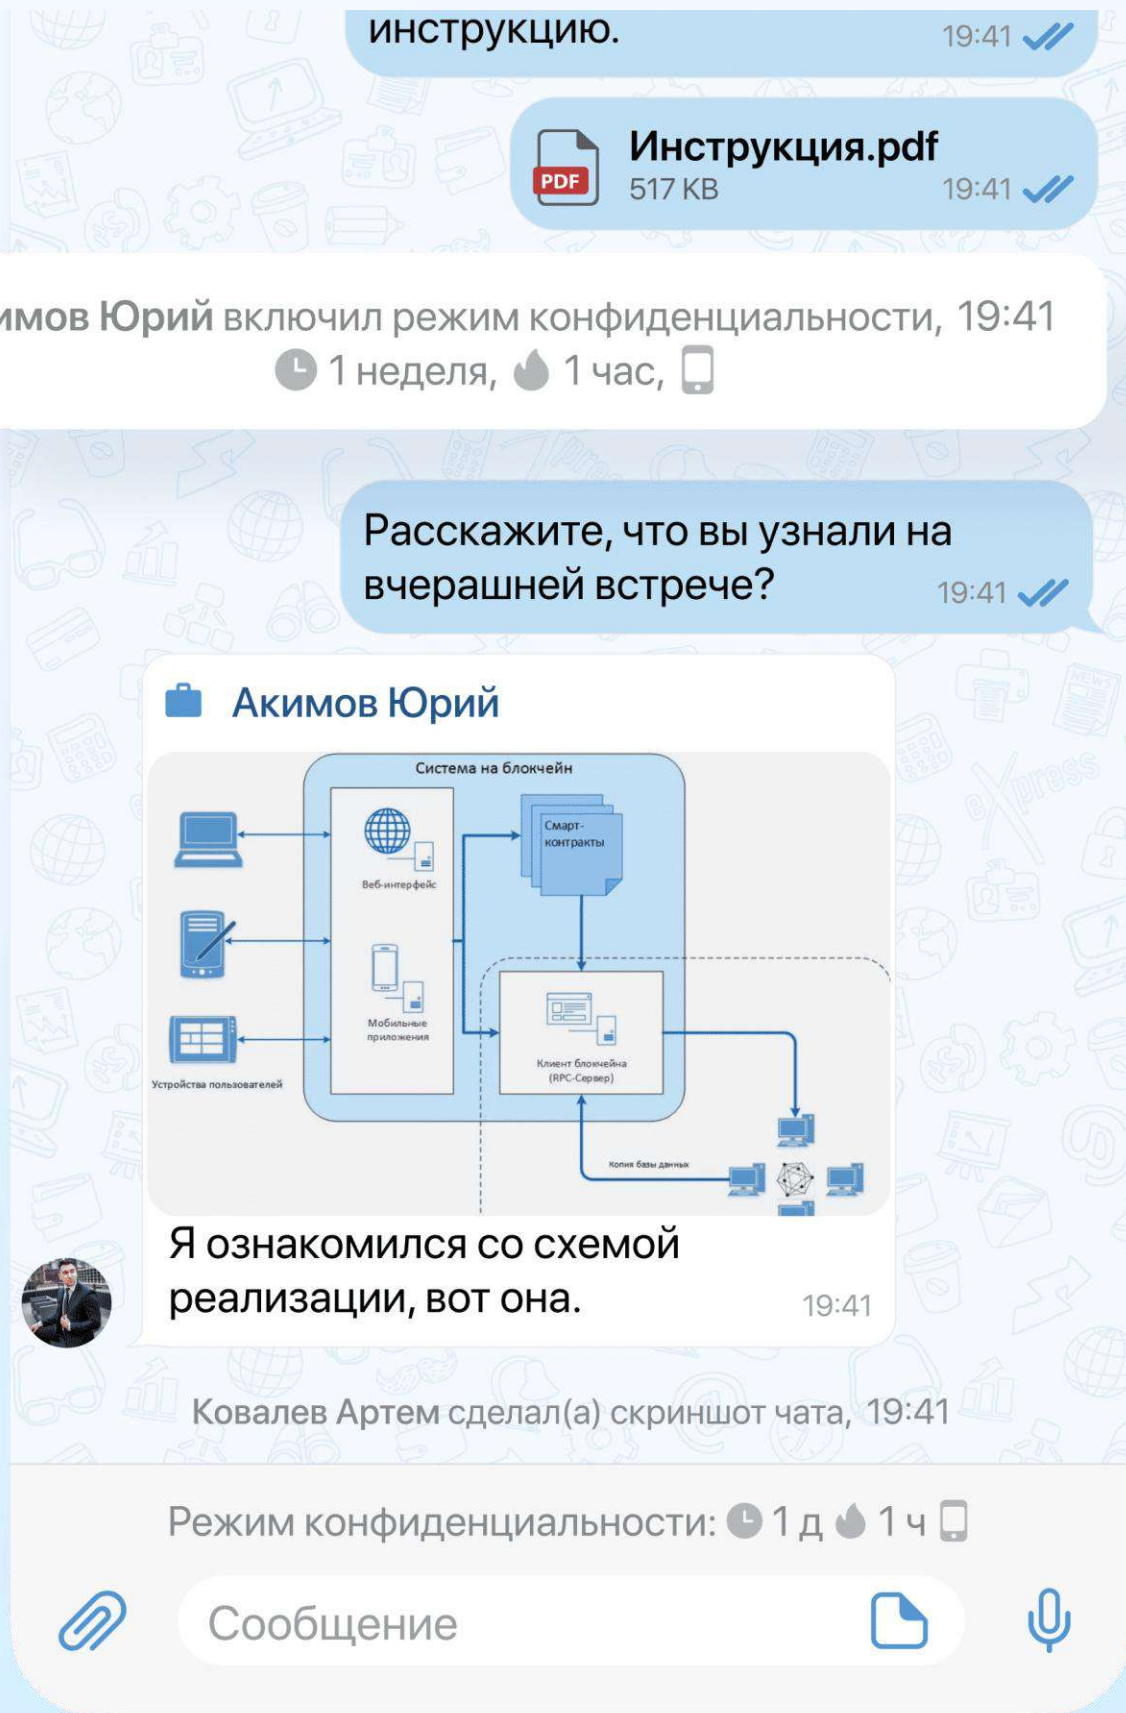 инструкцию.
19:41
Инструкция.pdf
PDF
517 KB
19:41
имов Юрий включил режим конфиденциальности, 19:41
1 неделя, 1 час,
Расскажите, что вы узнали на
вчерашней встрече?
19:41
Акимов Юрий
Система на блокчейн
Смарт-
контракты
Веб-интерфейс
Мобильные
приложения
Клиент блокчейна
(RPC-Сервер)
Устройства пользователей
Копия базы данных
Я ознакомился со схемой
реализации, вот она.
19:41
Ковалев Артем сделал(а) скриншот чата, 19:41
Режим конфиденциальности: 1 д 1 ч
Сообщение
eXpress
NEWS